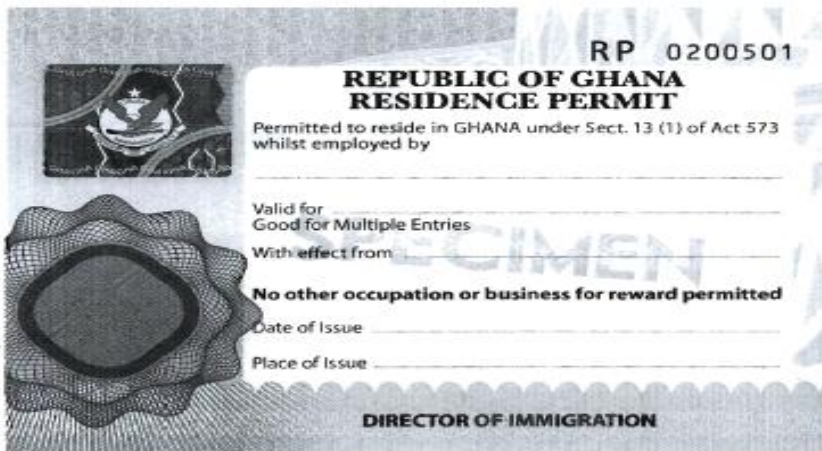 RP 0200501
REPUBLIC OF GHANA
RESIDENCE PERMIT
Permitted to reside in GHANA under Sect. 13 (1) of Act 573
whilst employed by
Valid for
Good for Multiple Entries
SPECIMEN
With effect from
No other occupation or business for reward permitted
Date of Issue
Place of Issue
DIRECTOR OF IMMIGRATION